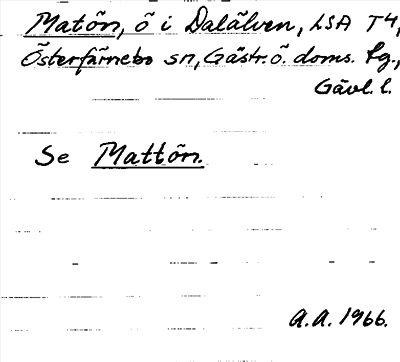 Matön, ö i Dalälven, LSA T4,
Österfärnebo sn, Gästr. ö. doms. fg.,
Gävl. l.
Se Mattön.
A.A. 1966.